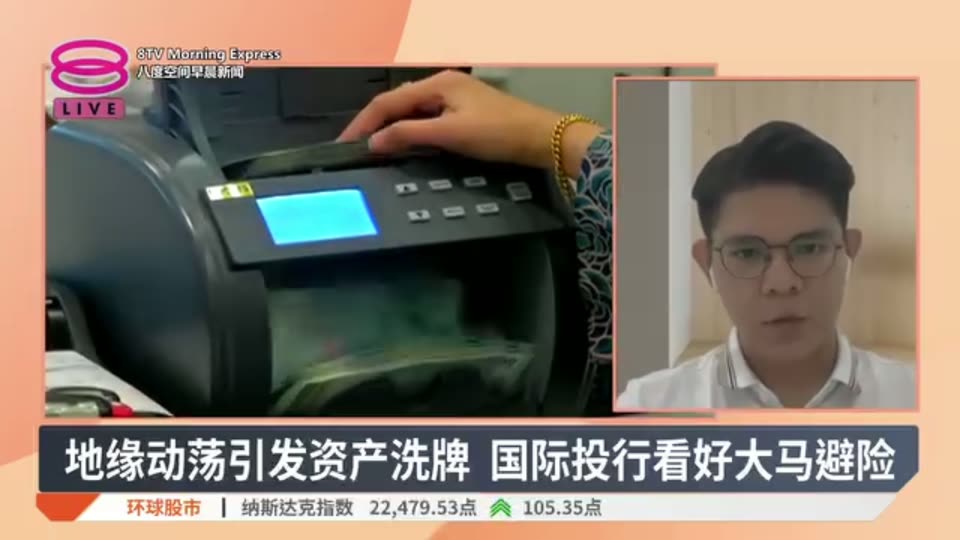 8TV Morning Express
八度空间早晨新闻
LIVE
地缘动荡引发资产洗牌 国际投行看好大马避险
环球股市 | 纳斯达克指数 22,479.53点 105.35点